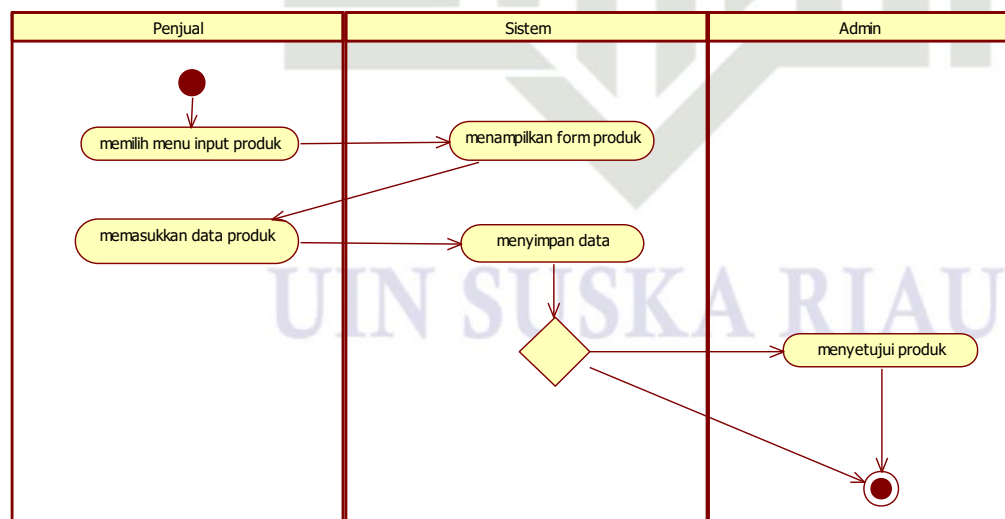 Penjual
Sistem
Admin
memilih menu input produk
menampilkan form produk
memasukkan data produk
menyimpan data
UIN SUSKA RIAU
menyetujui produk